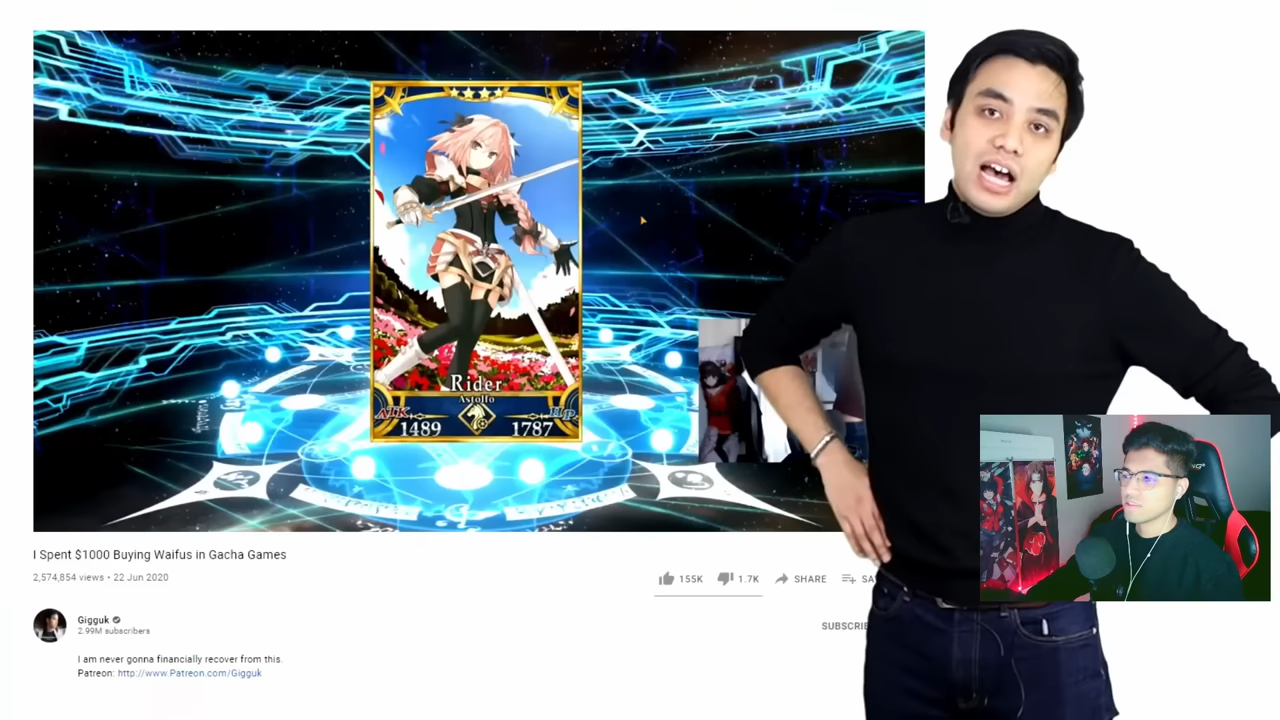 Rider
Astolfo
ATK
HP
1489
1787
I Spent $1000 Buying Waifus in Gacha Games
2,574,854 views • 22 Jun 2020
155K
1.7K
SHARE
SA
Gigguk
2.99M subscribers
SUBSCRIBE
I am never gonna financially recover from this.
Patreon: http://www.Patreon.com/Gigguk